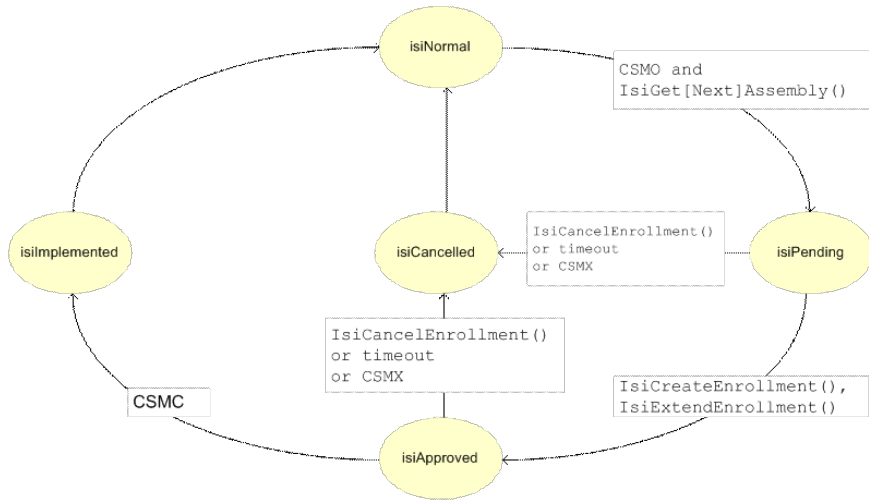 isiNormal
CSMO and
IsiGet[Next]Assembly()
isiImplemented
isiCancelled
IsiCancelEnrollment()
or timeout
or CSMX
isiPending
IsiCancelEnrollment()
or timeout
or CSMX
IsiCreateEnrollment(),
IsiExtendEnrollment()
CSMC
isiApproved